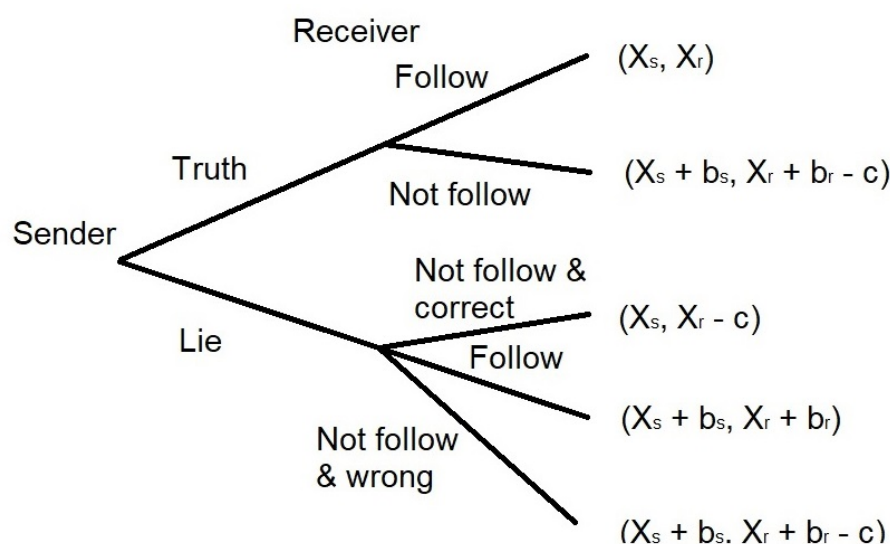 Receiver
Follow
(Xs, Xr)
Truth
Not follow
(Xs + bs, Xr + br - c)
Sender
Not follow &
correct
(Xs, Xr - c)
Lie
Follow
(Xs + bs, Xr + br)
Not follow
& wrong
(Xs + bs, Xr + br - c)